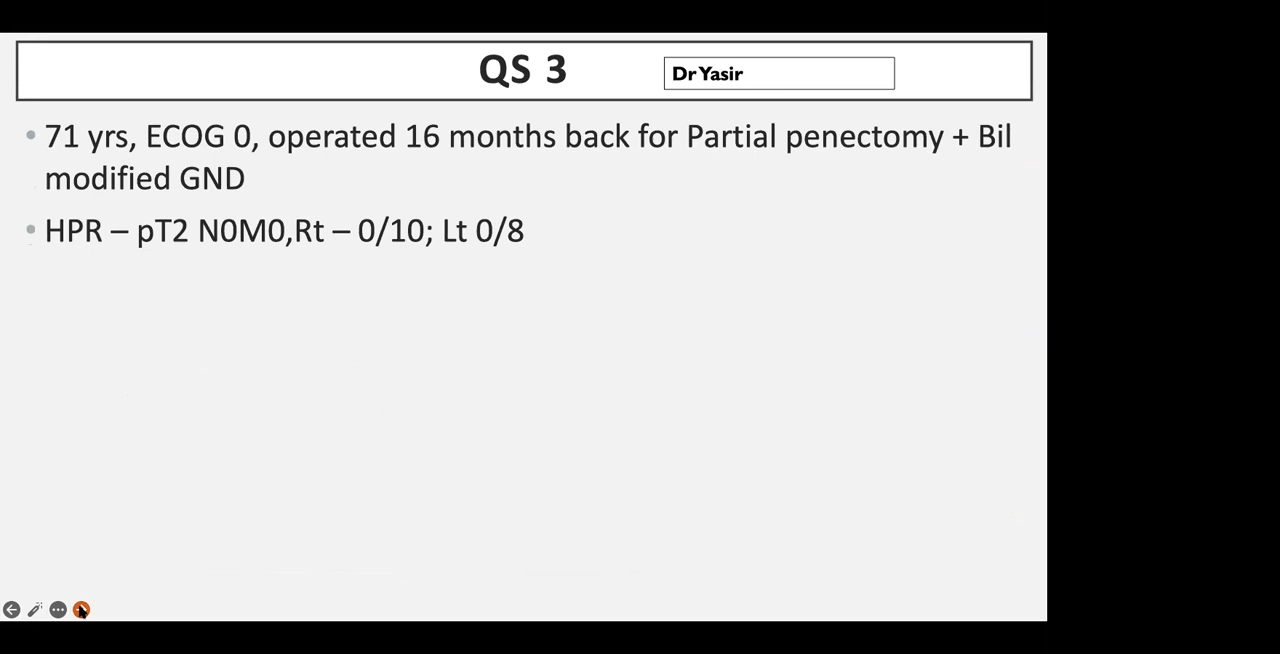 QS 3
Dr Yasir
• 71 yrs, ECOG 0, operated 16 months back for Partial penectomy + Bil
modified GND
• HPR – pT2 N0M0,Rt – 0/10; Lt 0/8